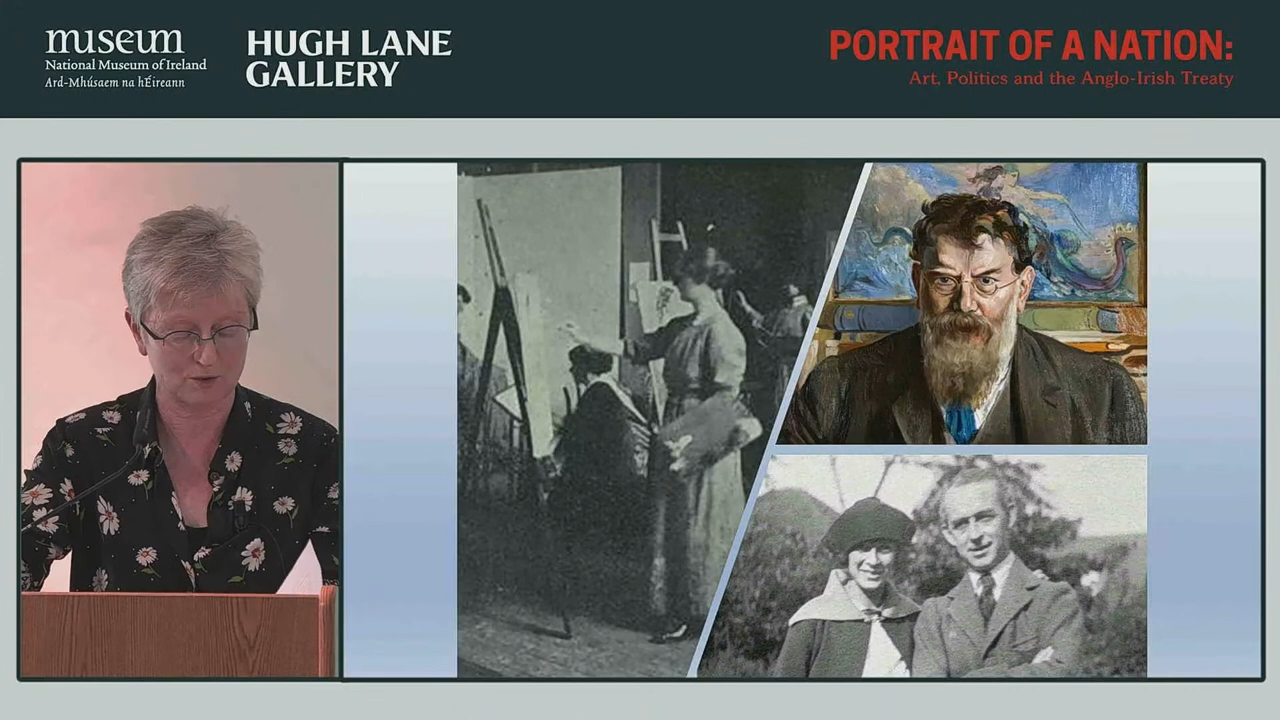 museum
National Museum of Ireland
Ard-Mhúsaem na hÉireann
HUGH LANE
GALLERY
PORTRAIT OF A NATION:
Art, Politics and the Anglo-Irish Treaty